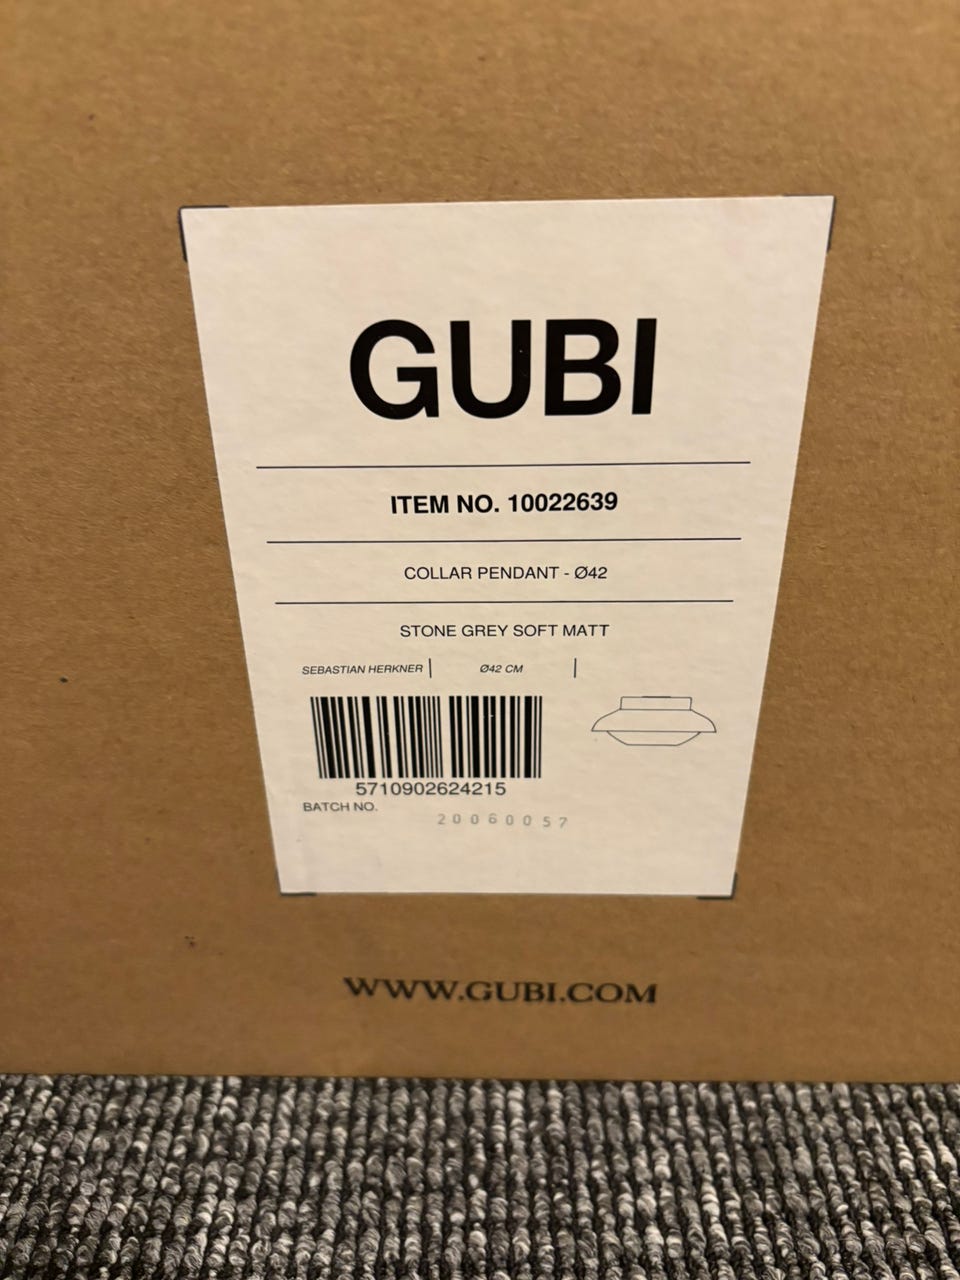 GUBI
ITEM NO. 10022639
COLLAR PENDANT - Ø42
STONE GREY SOFT MATT
SEBASTIAN HERKNER | Ø42 CM |
5710902624215
BATCH NO.
20060057
WWW.GUBI.COM